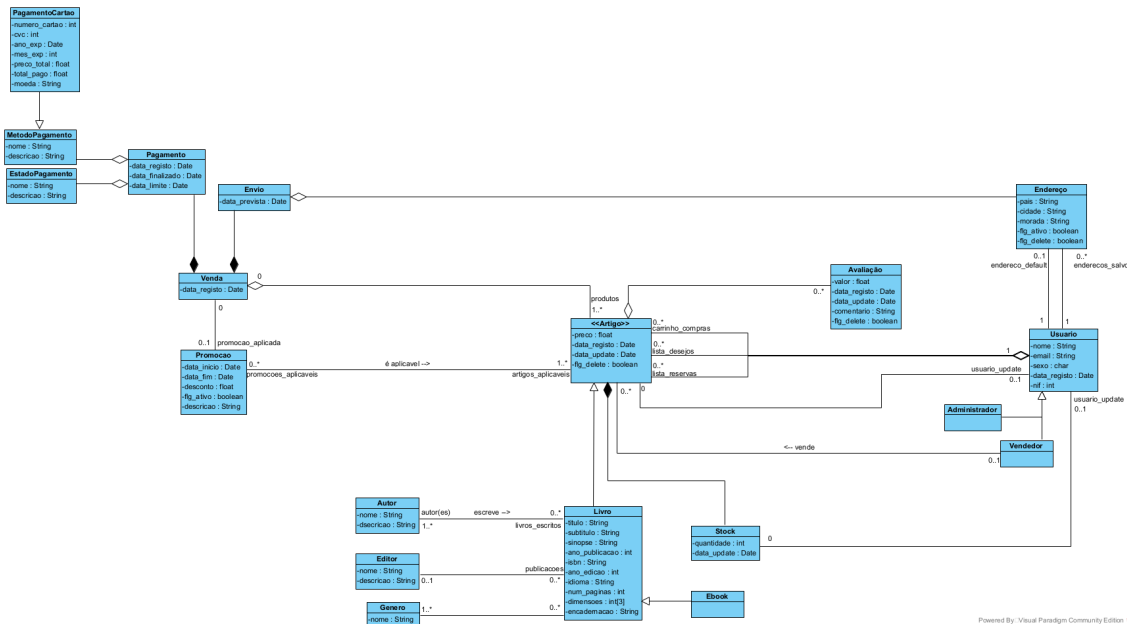 PagamentoCartao
-numero_cartao : int
-cvc : int
-ano_exp : Date
-mes_exp : int
-preco_total : float
-total_pago : float
-moeda : String
MetodoPagamento
-nome : String
-descricao : String
EstadoPagamento
-nome : String
-descricao : String
Pagamento
-data_registo : Date
-data_finalizado : Date
-data_limite : Date
Envio
-data_prevista : Date
Endereço
-pais : String
-cidade : String
-morada : String
-flg_ativo : boolean
-flg_delete : boolean
0..1
0..*
endereco_default
enderecos_salvo
1
1
Venda
-data_registo : Date
0
0
0..1
promocao_aplicada
Promocao
-data_inicio : Date
-data_fim : Date
-desconto : float
-flg_ativo : boolean
-descricao : String
0..*
promocoes_aplicaveis
é aplicavel -->
1..*
artigos_aplicaveis
produtos
1..*
Avaliação
-valor : float
-data_registo : Date
-data_update : Date
-comentario : String
-flg_delete : boolean
0..*
<<Artigo>>
-preco : float
-data_registo : Date
-data_update : Date
-flg_delete : boolean
0..*
carrinho_compras
0..*
lista_desejos
0..*
lista_reservas
0..*
0
1
Usuario
-nome : String
-email : String
-sexo : char
-data_registo : Date
-nif : int
usuario_update
0..1
usuario_update
0..1
Administrador
Vendedor
<-- vende
0..1
Autor
-nome : String
-dsecricao : String
autor(es)
escreve -->
0..*
1..*
livros_escritos
Livro
-titulo : String
-subtitulo : String
-sinopse : String
-ano_publicacao : int
-isbn : String
-ano_edicao : int
-idioma : String
-num_paginas : int
-dimensoes : int[3]
-encadernacao : String
Editor
-nome : String
-descricao : String
publicacoes
0..1
0..*
Genero
-nome : String
1..*
0..*
Stock
-quantidade : int
-data_update : Date
0
Ebook
Powered By: Visual Paradigm Community Edition